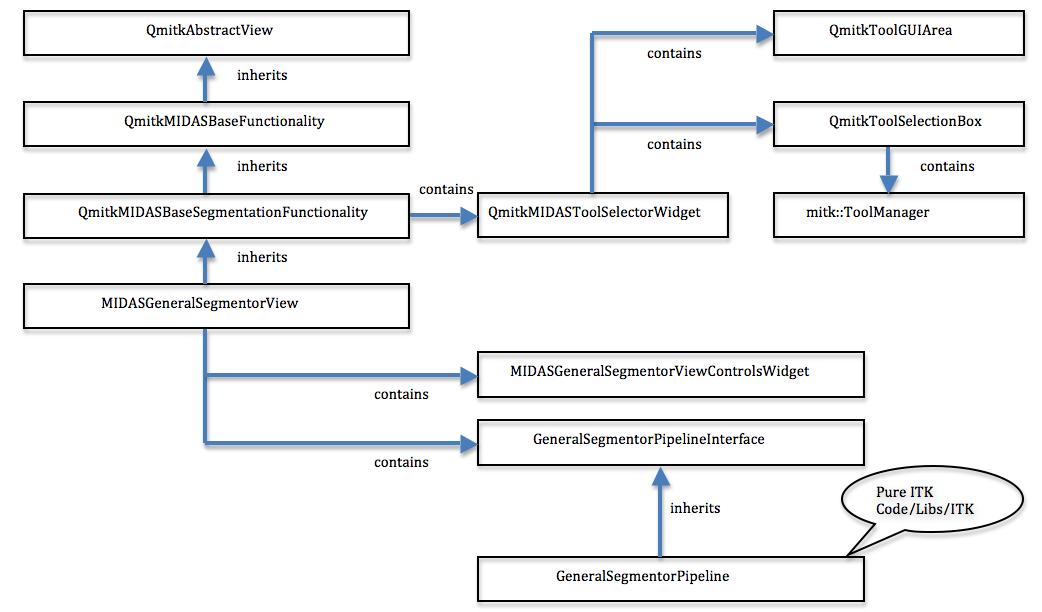 QmitkAbstractView
QmitkToolGUIArea
contains
inherits
QmitkMIDASBaseFunctionality
QmitkToolSelectionBox
contains
inherits
contains
contains
QmitkMIDASBaseSegmentationFunctionality
QmitkMIDASToolSelectorWidget
mitk::ToolManager
inherits
MIDASGeneralSegmentorView
MIDASGeneralSegmentorViewControlsWidget
contains
GeneralSegmentorPipelineInterface
contains
Pure ITK
Code/Libs/ITK
inherits
GeneralSegmentorPipeline